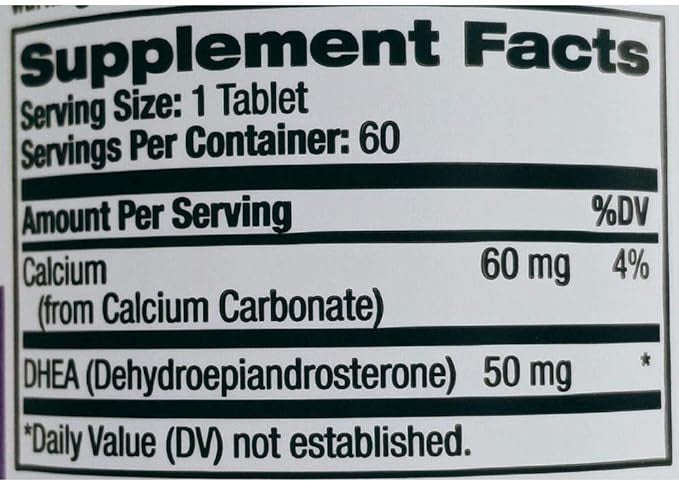 Supplement Facts
Serving Size: 1 Tablet
Servings Per Container: 60
Amount Per Serving %DV
Calcium 60 mg 4%
(from Calcium Carbonate)
DHEA (Dehydroepiandrosterone) 50 mg *
*Daily Value (DV) not established.